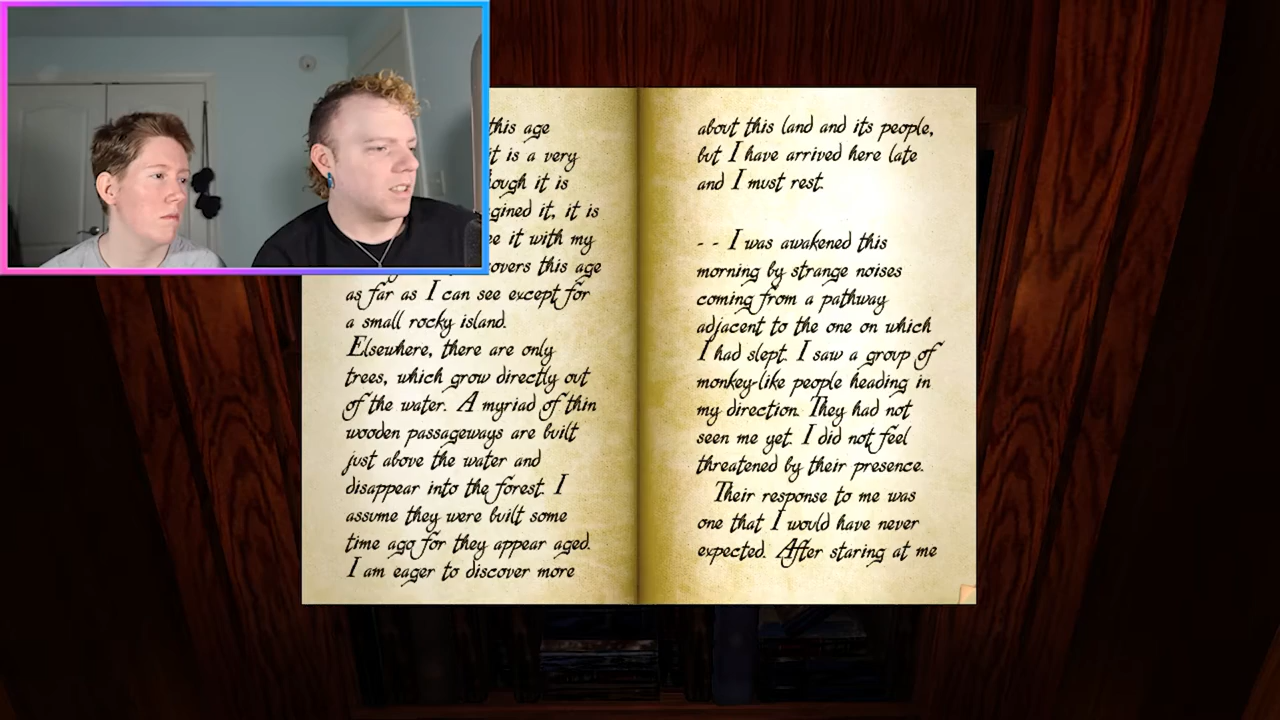 this age
it is a very
ough it is
gined it, it is
ee it with my
overs this age
as far as I can see except for
a small rocky island.
Elsewhere, there are only
trees, which grow directly out
of the water. A myriad of thin
wooden passageways are built
just above the water and
disappear into the forest. I
assume they were built some
time ago for they appear aged.
I am eager to discover more
about this land and its people,
but I have arrived here late
and I must rest.
- - I was awakened this
morning by strange noises
coming from a pathway
adjacent to the one on which
I had slept. I saw a group of
monkey-like people heading in
my direction. They had not
seen me yet. I did not feel
threatened by their presence.
Their response to me was
one that I would have never
expected. After staring at me